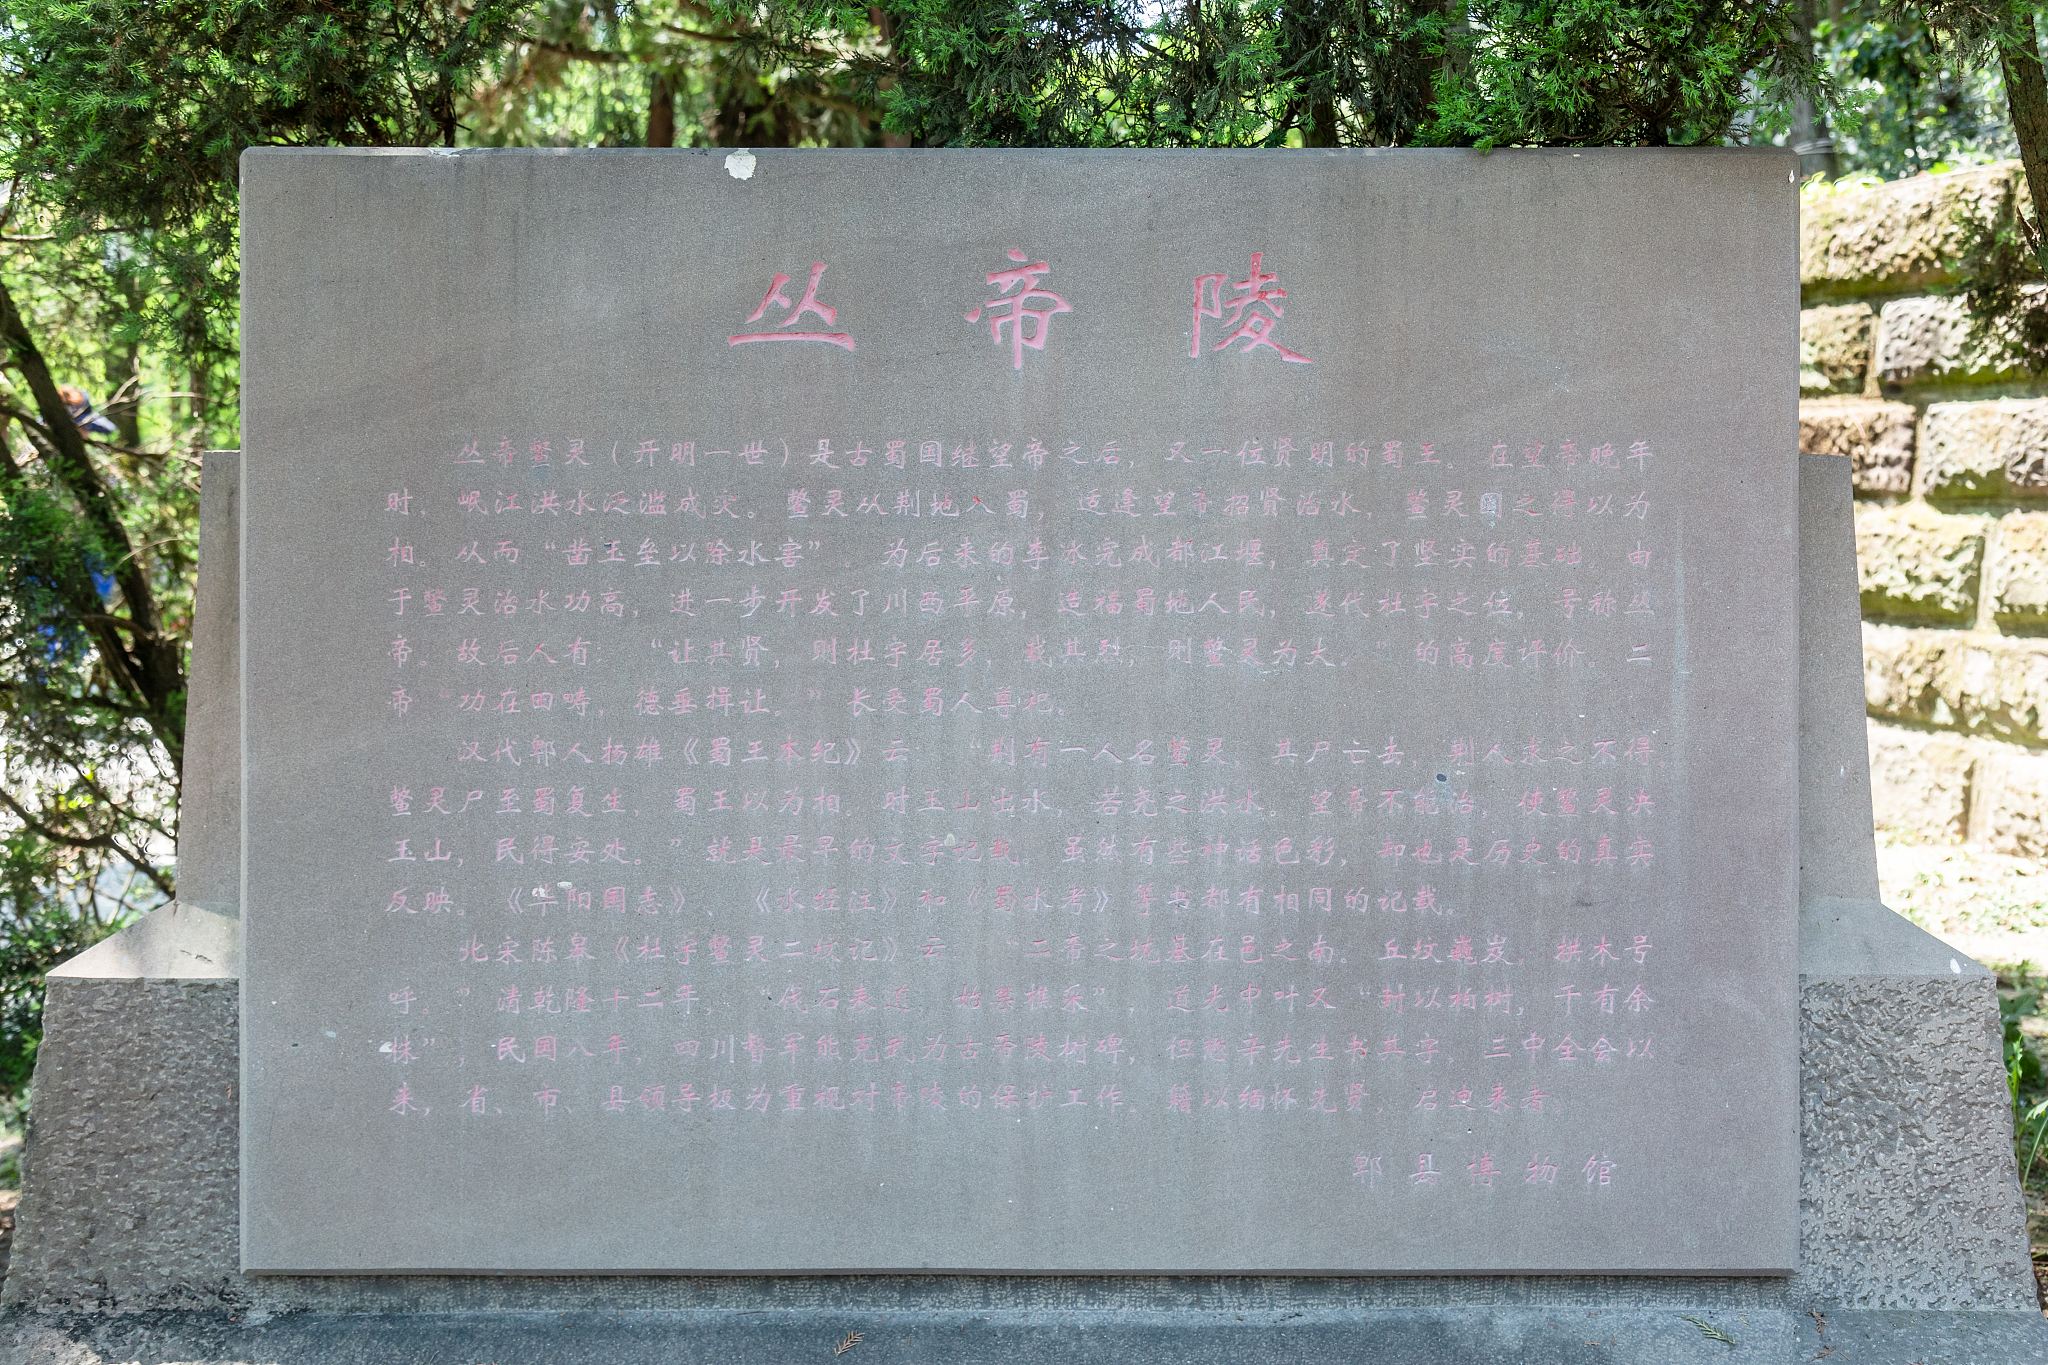 丛帝陵
丛帝鳖灵（开明一世）是古蜀国继望帝之后，又一位贤明的蜀王。在望帝晚年
时，岷江洪水泛滥成灾。鳖灵从荆地入蜀，适逢望帝招贤治水，鳖灵因之得以为
相。从而“凿玉垒以除水害”。为后来的李冰完成都江堰，奠定了坚实的基础。由
于鳖灵治水功高，进一步开发了川西平原，造福蜀地人民，遂代杜宇之位，号称丛
帝。故后人有：“让其贤，则杜宇居多，载其烈，则鳖灵为大。”的高度评价。二
帝“功在田畴，德垂揖让。”长受蜀人尊祀。
汉代郫人扬雄《蜀王本纪》云：“荆有一人名鳖灵，其尸亡去，荆人求之不得，
鳖灵尸至蜀复生，蜀王以为相。时玉山出水，若尧之洪水。望帝不能治，使鳖灵决
玉山，民得安处。”就是最早的文字记载。虽然有些神话色彩，却也是历史的真实
反映。《华阳国志》、《水经注》和《蜀水考》等书都有相同的记载。
北宋陈皋《杜宇鳖灵二坟记》云：“二帝之坑基在邑之南。丘坟巍岌，拱木号
呼。”清乾隆十二年，“伐石表道，始禁樵采”，道光中叶又“封以柏树，千有余
株”，民国八年，四川督军熊克武为古帝陵树碑，但懋辛先生书其字，三中全会以
来，省、市、县领导极为重视对帝陵的保护工作。籍以缅怀先贤，启迪来者。
郫县博物馆